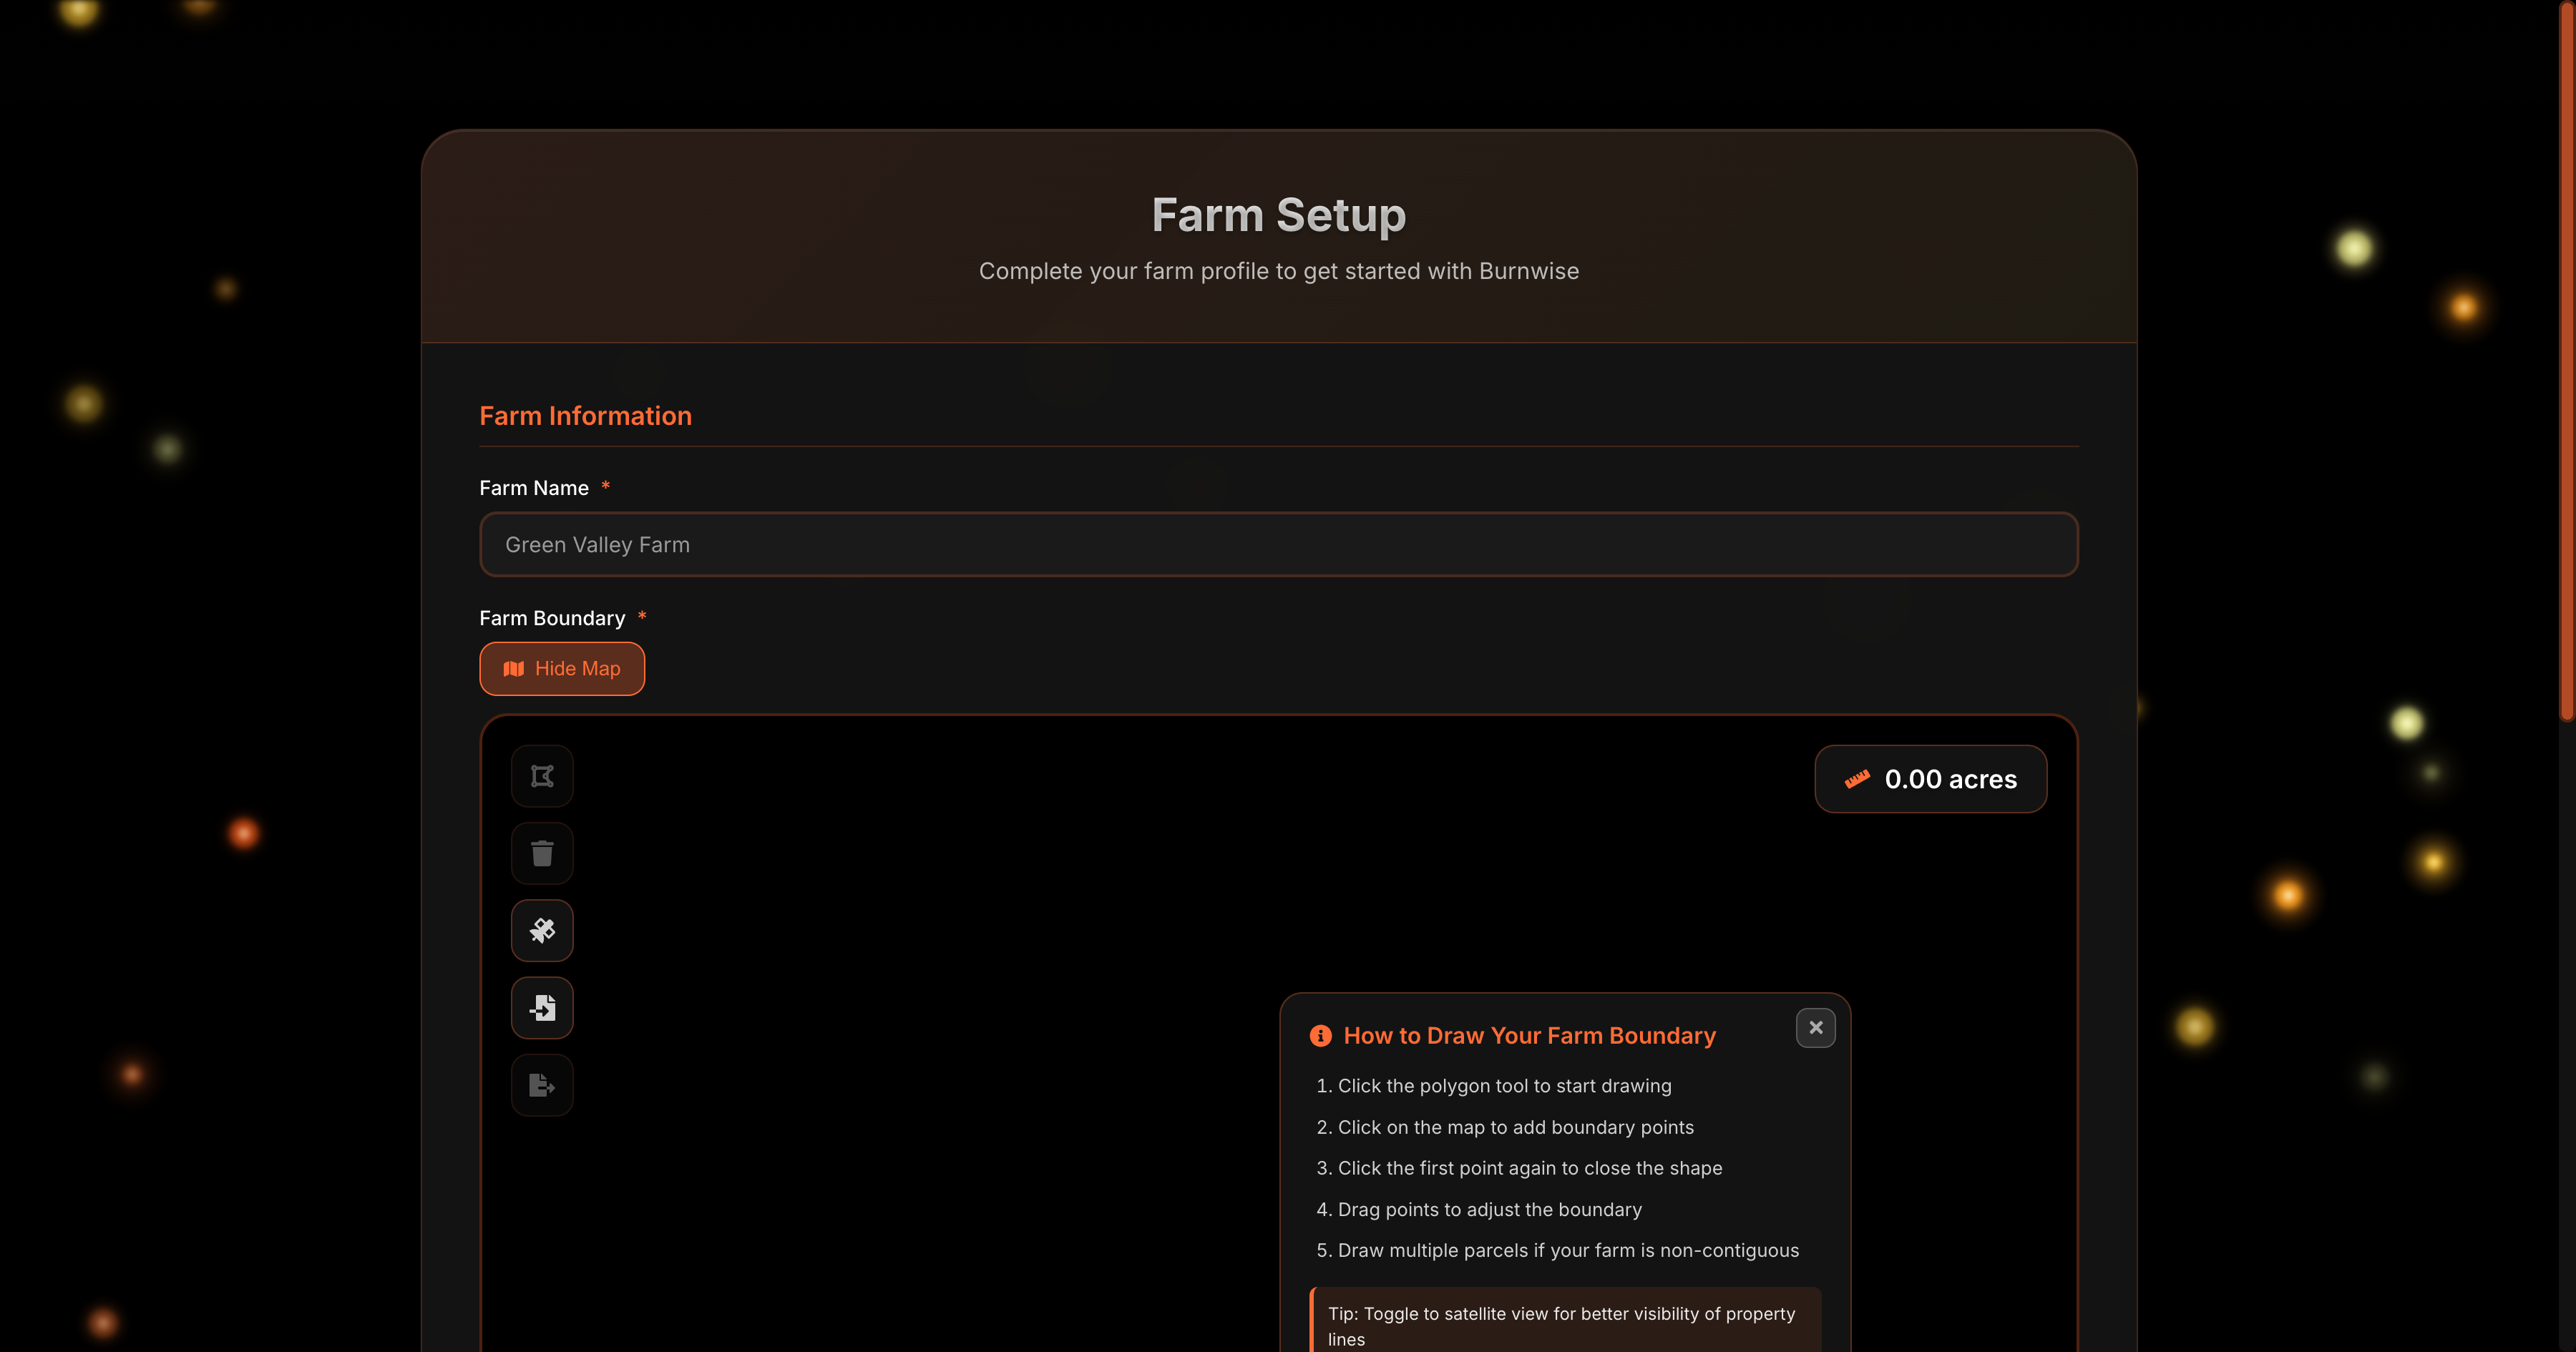 Farm Setup
Complete your farm profile to get started with Burnwise
Farm Information
Farm Name *
Green Valley Farm
Farm Boundary *
Hide Map
0.00 acres
How to Draw Your Farm Boundary
1. Click the polygon tool to start drawing
2. Click on the map to add boundary points
3. Click the first point again to close the shape
4. Drag points to adjust the boundary
5. Draw multiple parcels if your farm is non-contiguous
Tip: Toggle to satellite view for better visibility of property
lines